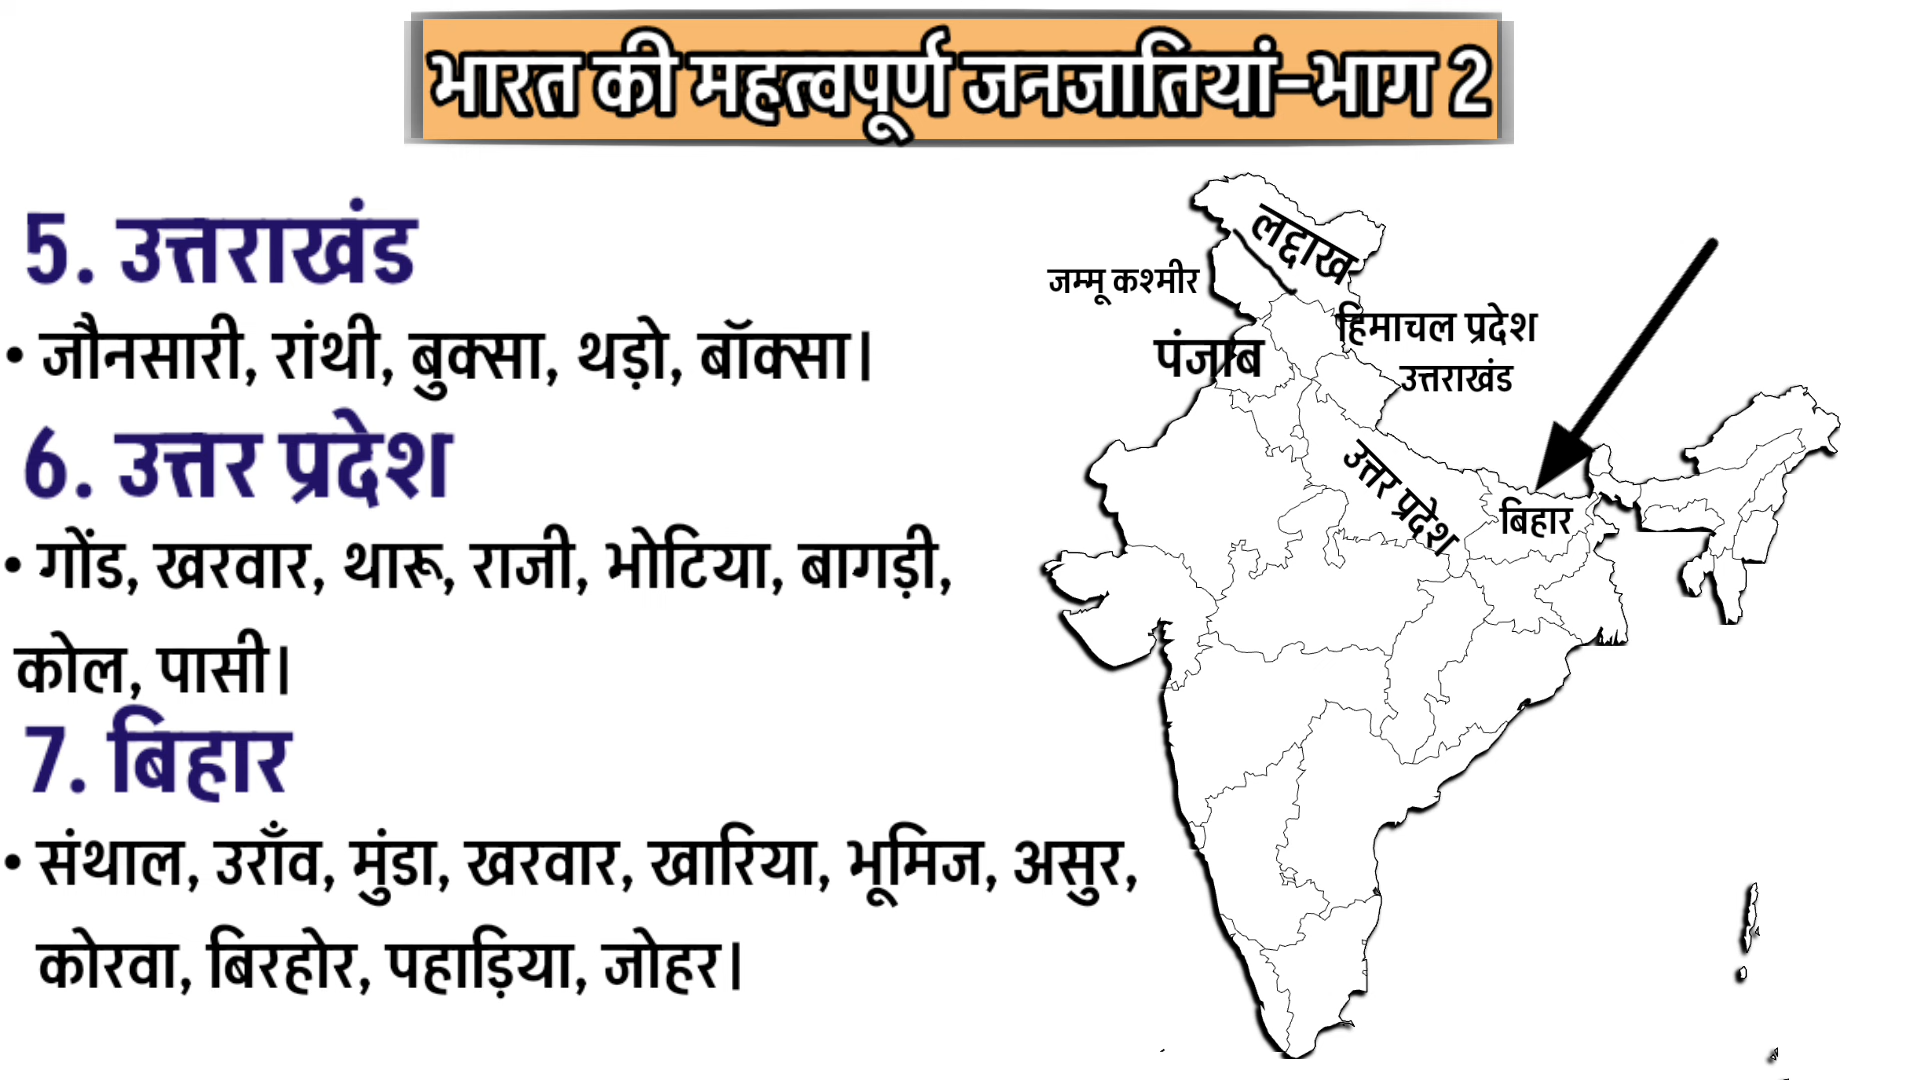 भारत की महत्वपूर्ण जनजातियां-भाग 2
5. उत्तराखंड
• जौनसारी, रांथी, बुक्सा, थड़ो, बॉक्सा।
6. उत्तर प्रदेश
• गोंड, खरवार, थारू, राजी, भोटिया, बागड़ी,
कोल, पासी।
7. बिहार
• संथाल, उराँव, मुंडा, खरवार, खारिया, भूमिज, असुर,
कोरवा, बिरहोर, पहाड़िया, जोहर।
लद्दाख
जम्मू कश्मीर
हिमाचल प्रदेश
पंजाब
उत्तराखंड
उत्तर प्रदेश
बिहार